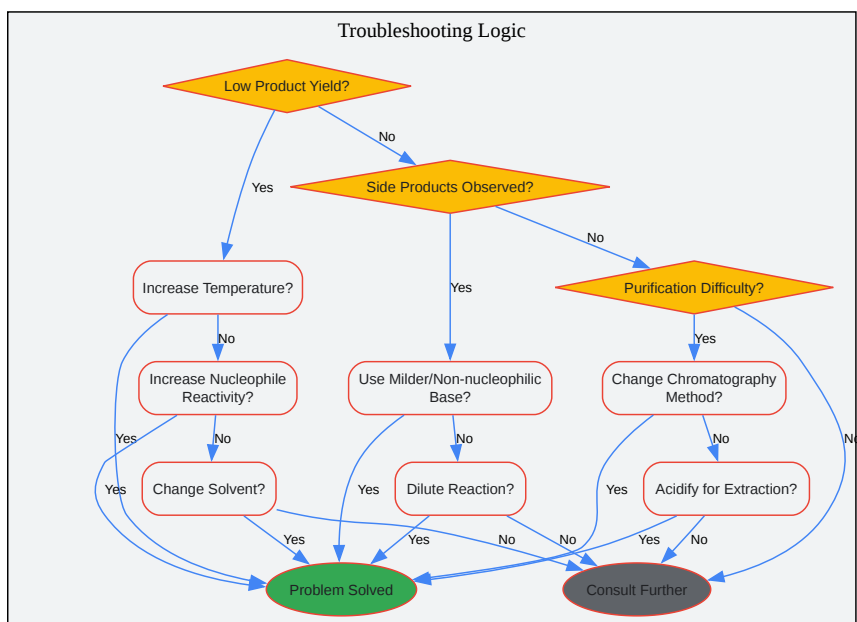 Troubleshooting Logic
Low Product Yield?
No
Side Products Observed?
Yes
No
Increase Temperature?
Yes
Purification Difficulty?
No
Yes
Increase Nucleophile
Reactivity?
Use Milder/Non-nucleophilic
Base?
Change Chromatography
Method?
Yes
No
No
No
No
Change Solvent?
Dilute Reaction?
Acidify for Extraction?
Yes
Yes
Yes
Yes
No
Yes
No
Yes
No
Problem Solved
Consult Further